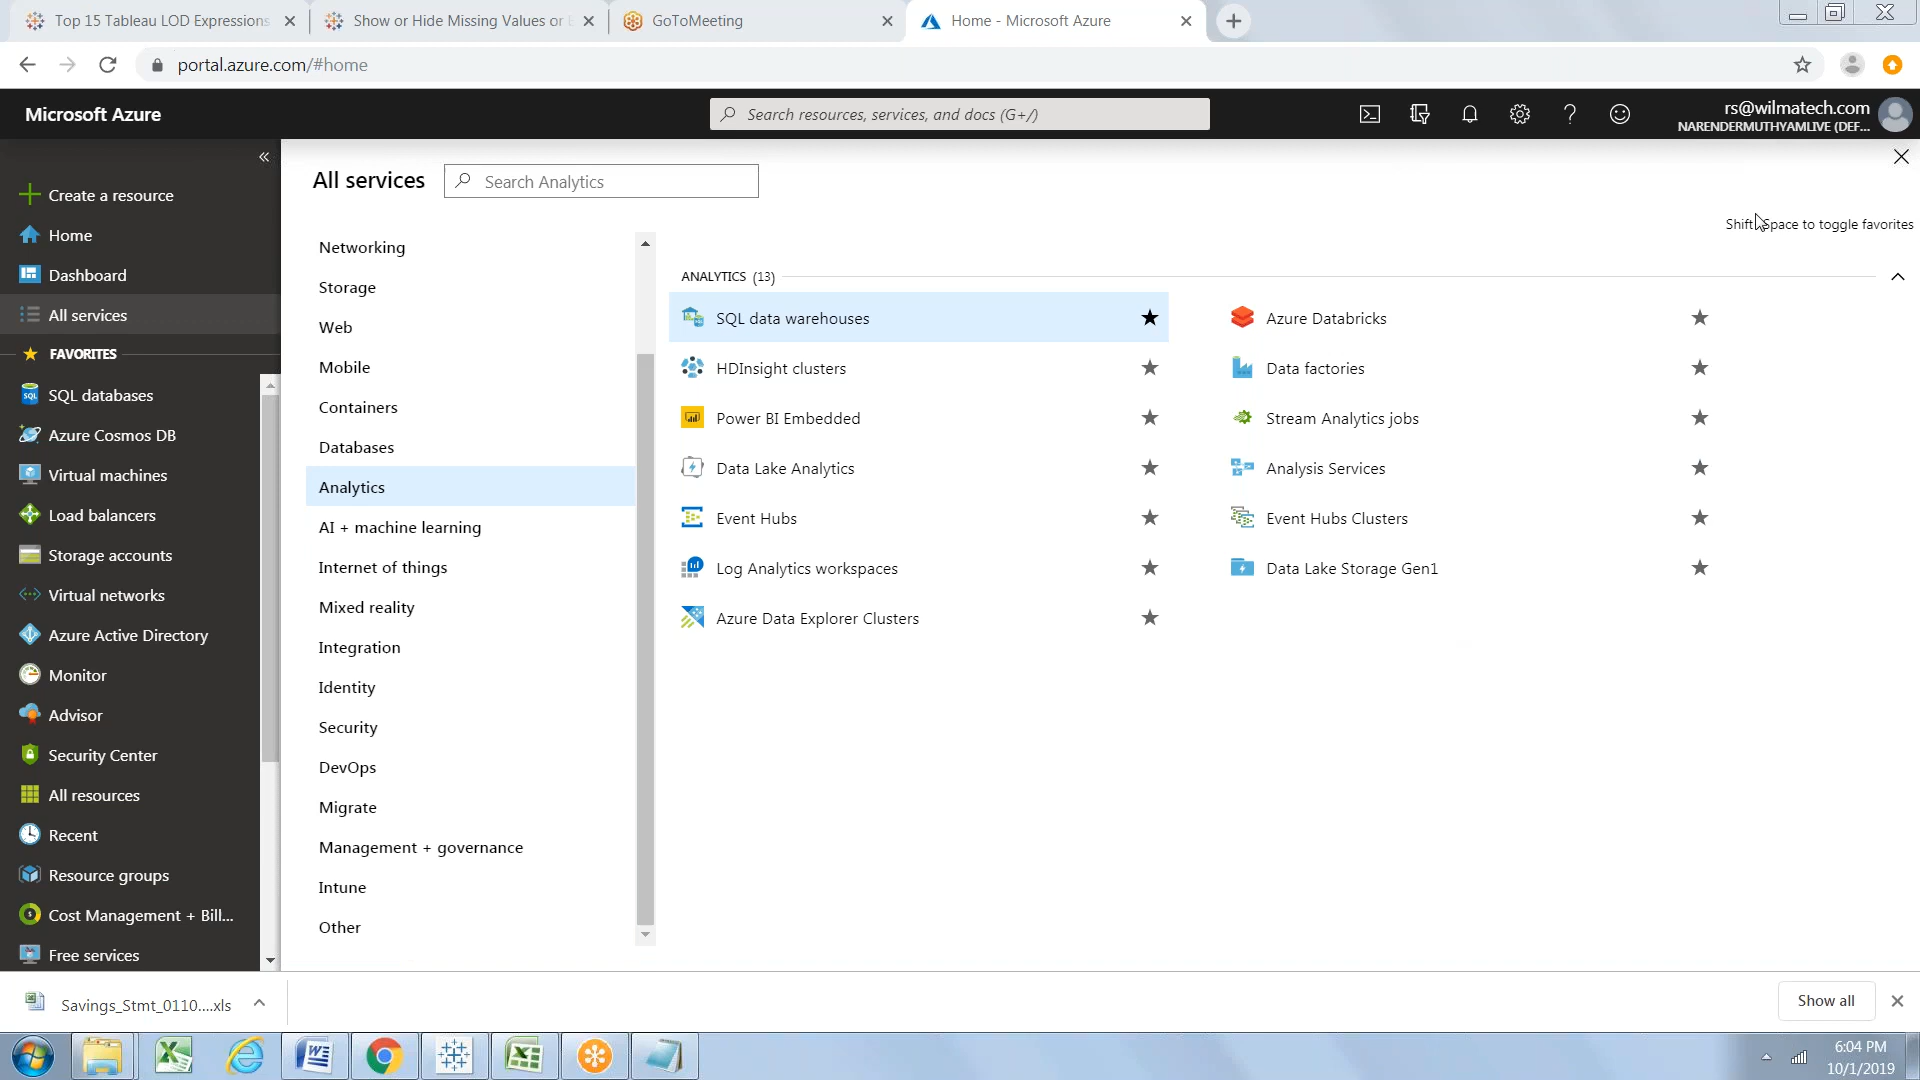 Top 15 Tableau LOD Expressions
Show or Hide Missing Values or E
GoToMeeting
Home - Microsoft Azure
portal.azure.com/#home
Microsoft Azure
Search resources, services, and docs (G+/)
rs@wilmatech.com
NARENDERMUTHYAMLIVE (DEF...
Create a resource
Home
Dashboard
All services
FAVORITES
SQL databases
Azure Cosmos DB
Virtual machines
Load balancers
Storage accounts
Virtual networks
Azure Active Directory
Monitor
Advisor
Security Center
All resources
Recent
Resource groups
Cost Management + Bill...
Free services
All services
Search Analytics
Networking
Storage
Web
Mobile
Containers
Databases
Analytics
AI + machine learning
Internet of things
Mixed reality
Integration
Identity
Security
DevOps
Migrate
Management + governance
Intune
Other
Shift Space to toggle favorites
ANALYTICS (13)
SQL data warehouses
Azure Databricks
HDInsight clusters
Data factories
Power BI Embedded
Stream Analytics jobs
Data Lake Analytics
Analysis Services
Event Hubs
Event Hubs Clusters
Log Analytics workspaces
Data Lake Storage Gen1
Azure Data Explorer Clusters
Savings_Stmt_0110....xls
Show all
6:04 PM
10/1/2019